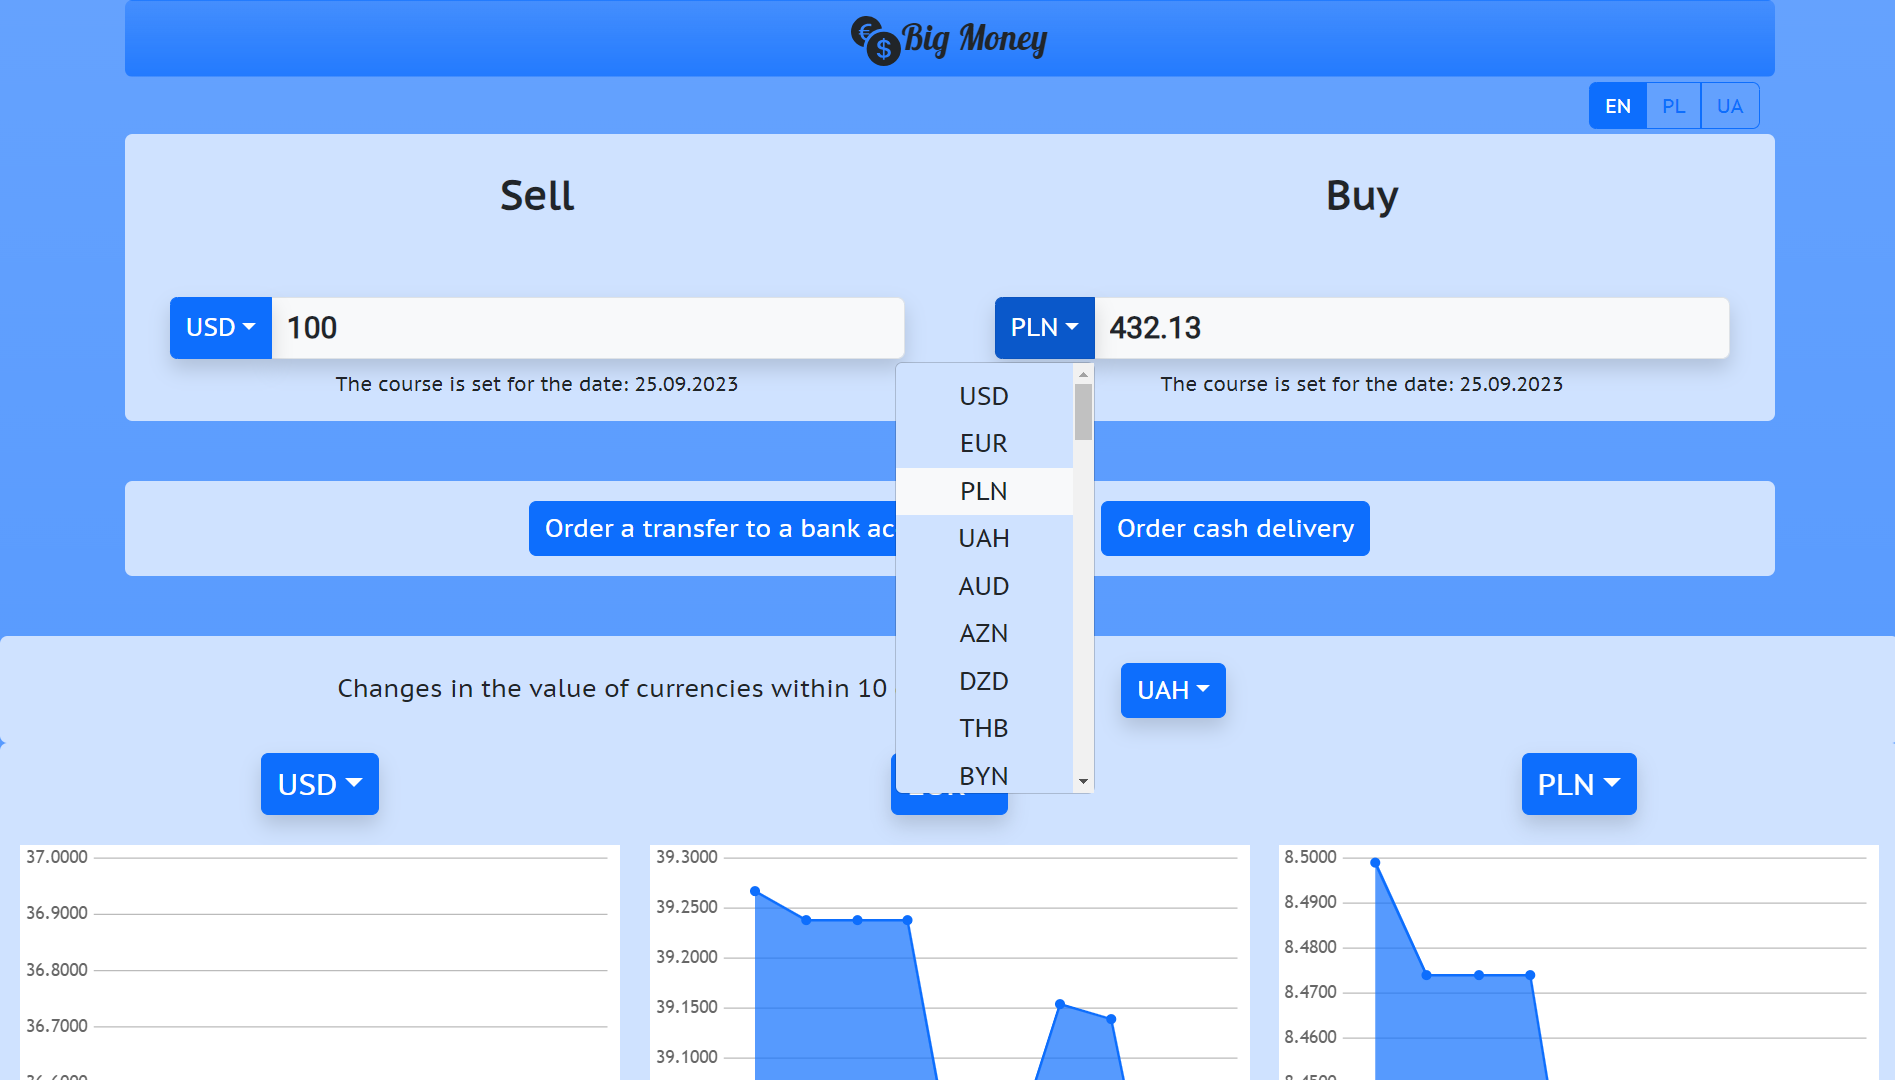 Big Money
EN PL UA
Sell
Buy
USD 100
PLN 432.13
The course is set for the date: 25.09.2023
The course is set for the date: 25.09.2023
USD
EUR
PLN
UAH
AUD
AZN
DZD
THB
BYN
Order a transfer to a bank ac
Order cash delivery
Changes in the value of currencies within 10
UAH
USD
PLN
37.0000
36.9000
36.8000
36.7000
39.3000
39.2500
39.2000
39.1500
39.1000
8.5000
8.4900
8.4800
8.4700
8.4600